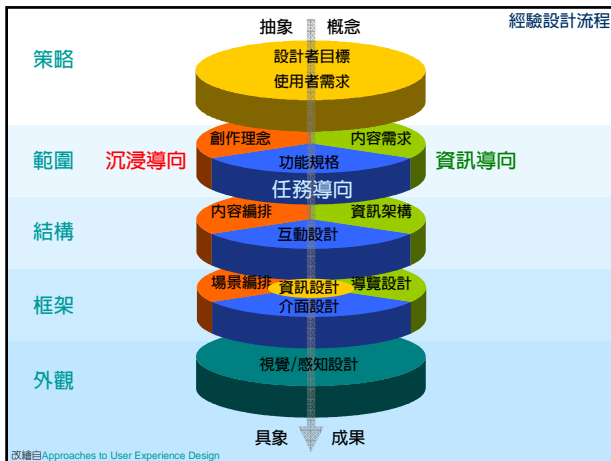 抽象 概念
經驗設計流程
策略
設計者目標
使用者需求
範圍
沉浸導向
創作理念
內容需求
功能規格
資訊導向
任務導向
結構
內容編排
資訊架構
互動設計
框架
場景編排
資訊設計
導覽設計
介面設計
外觀
視覺/感知設計
具象 成果
改繪自Approaches to User Experience Design